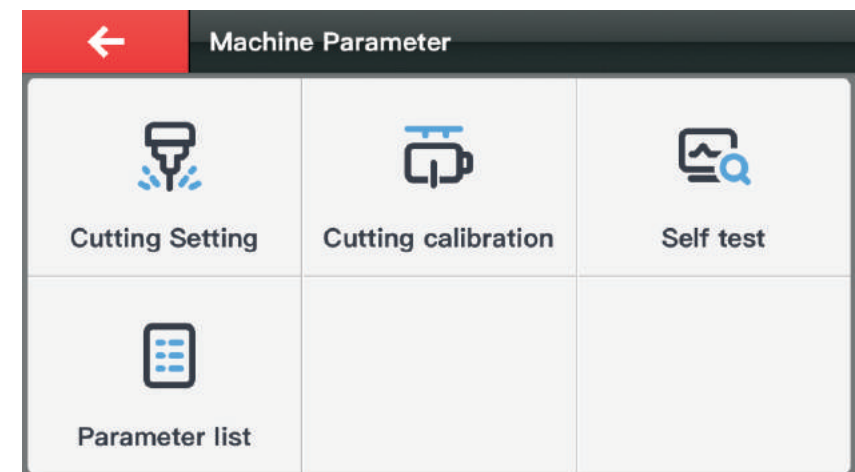 Machine Parameter
Cutting Setting
Cutting calibration
Self test
Parameter list